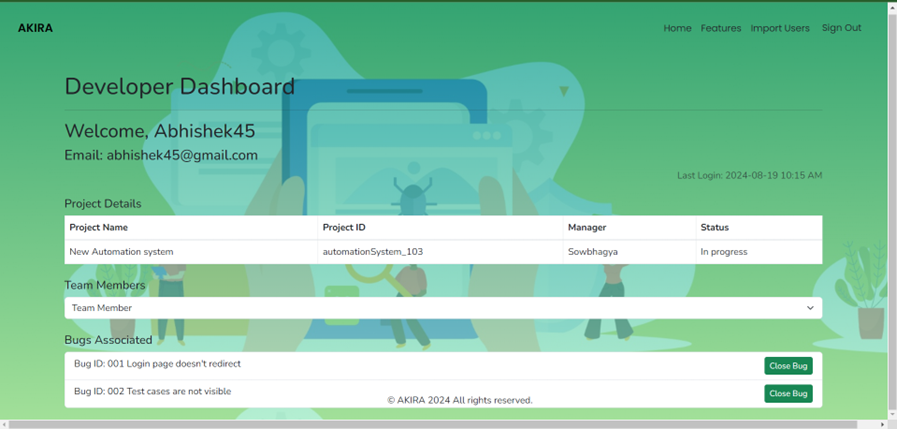 AKIRA
Home Features Import Users Sign Out
Developer Dashboard
Welcome, Abhishek45
Email: abhishek45@gmail.com
Last Login: 2024-08-19 10:15 AM
Project Details
Project Name Project ID Manager Status
New Automation system automationSystem_103 Sowbhagya In progress
Team Members
Team Member
Bugs Associated
Bug ID: 001 Login page doesn't redirect Close Bug
Bug ID: 002 Test cases are not visible Close Bug
© AKIRA 2024 All rights reserved.